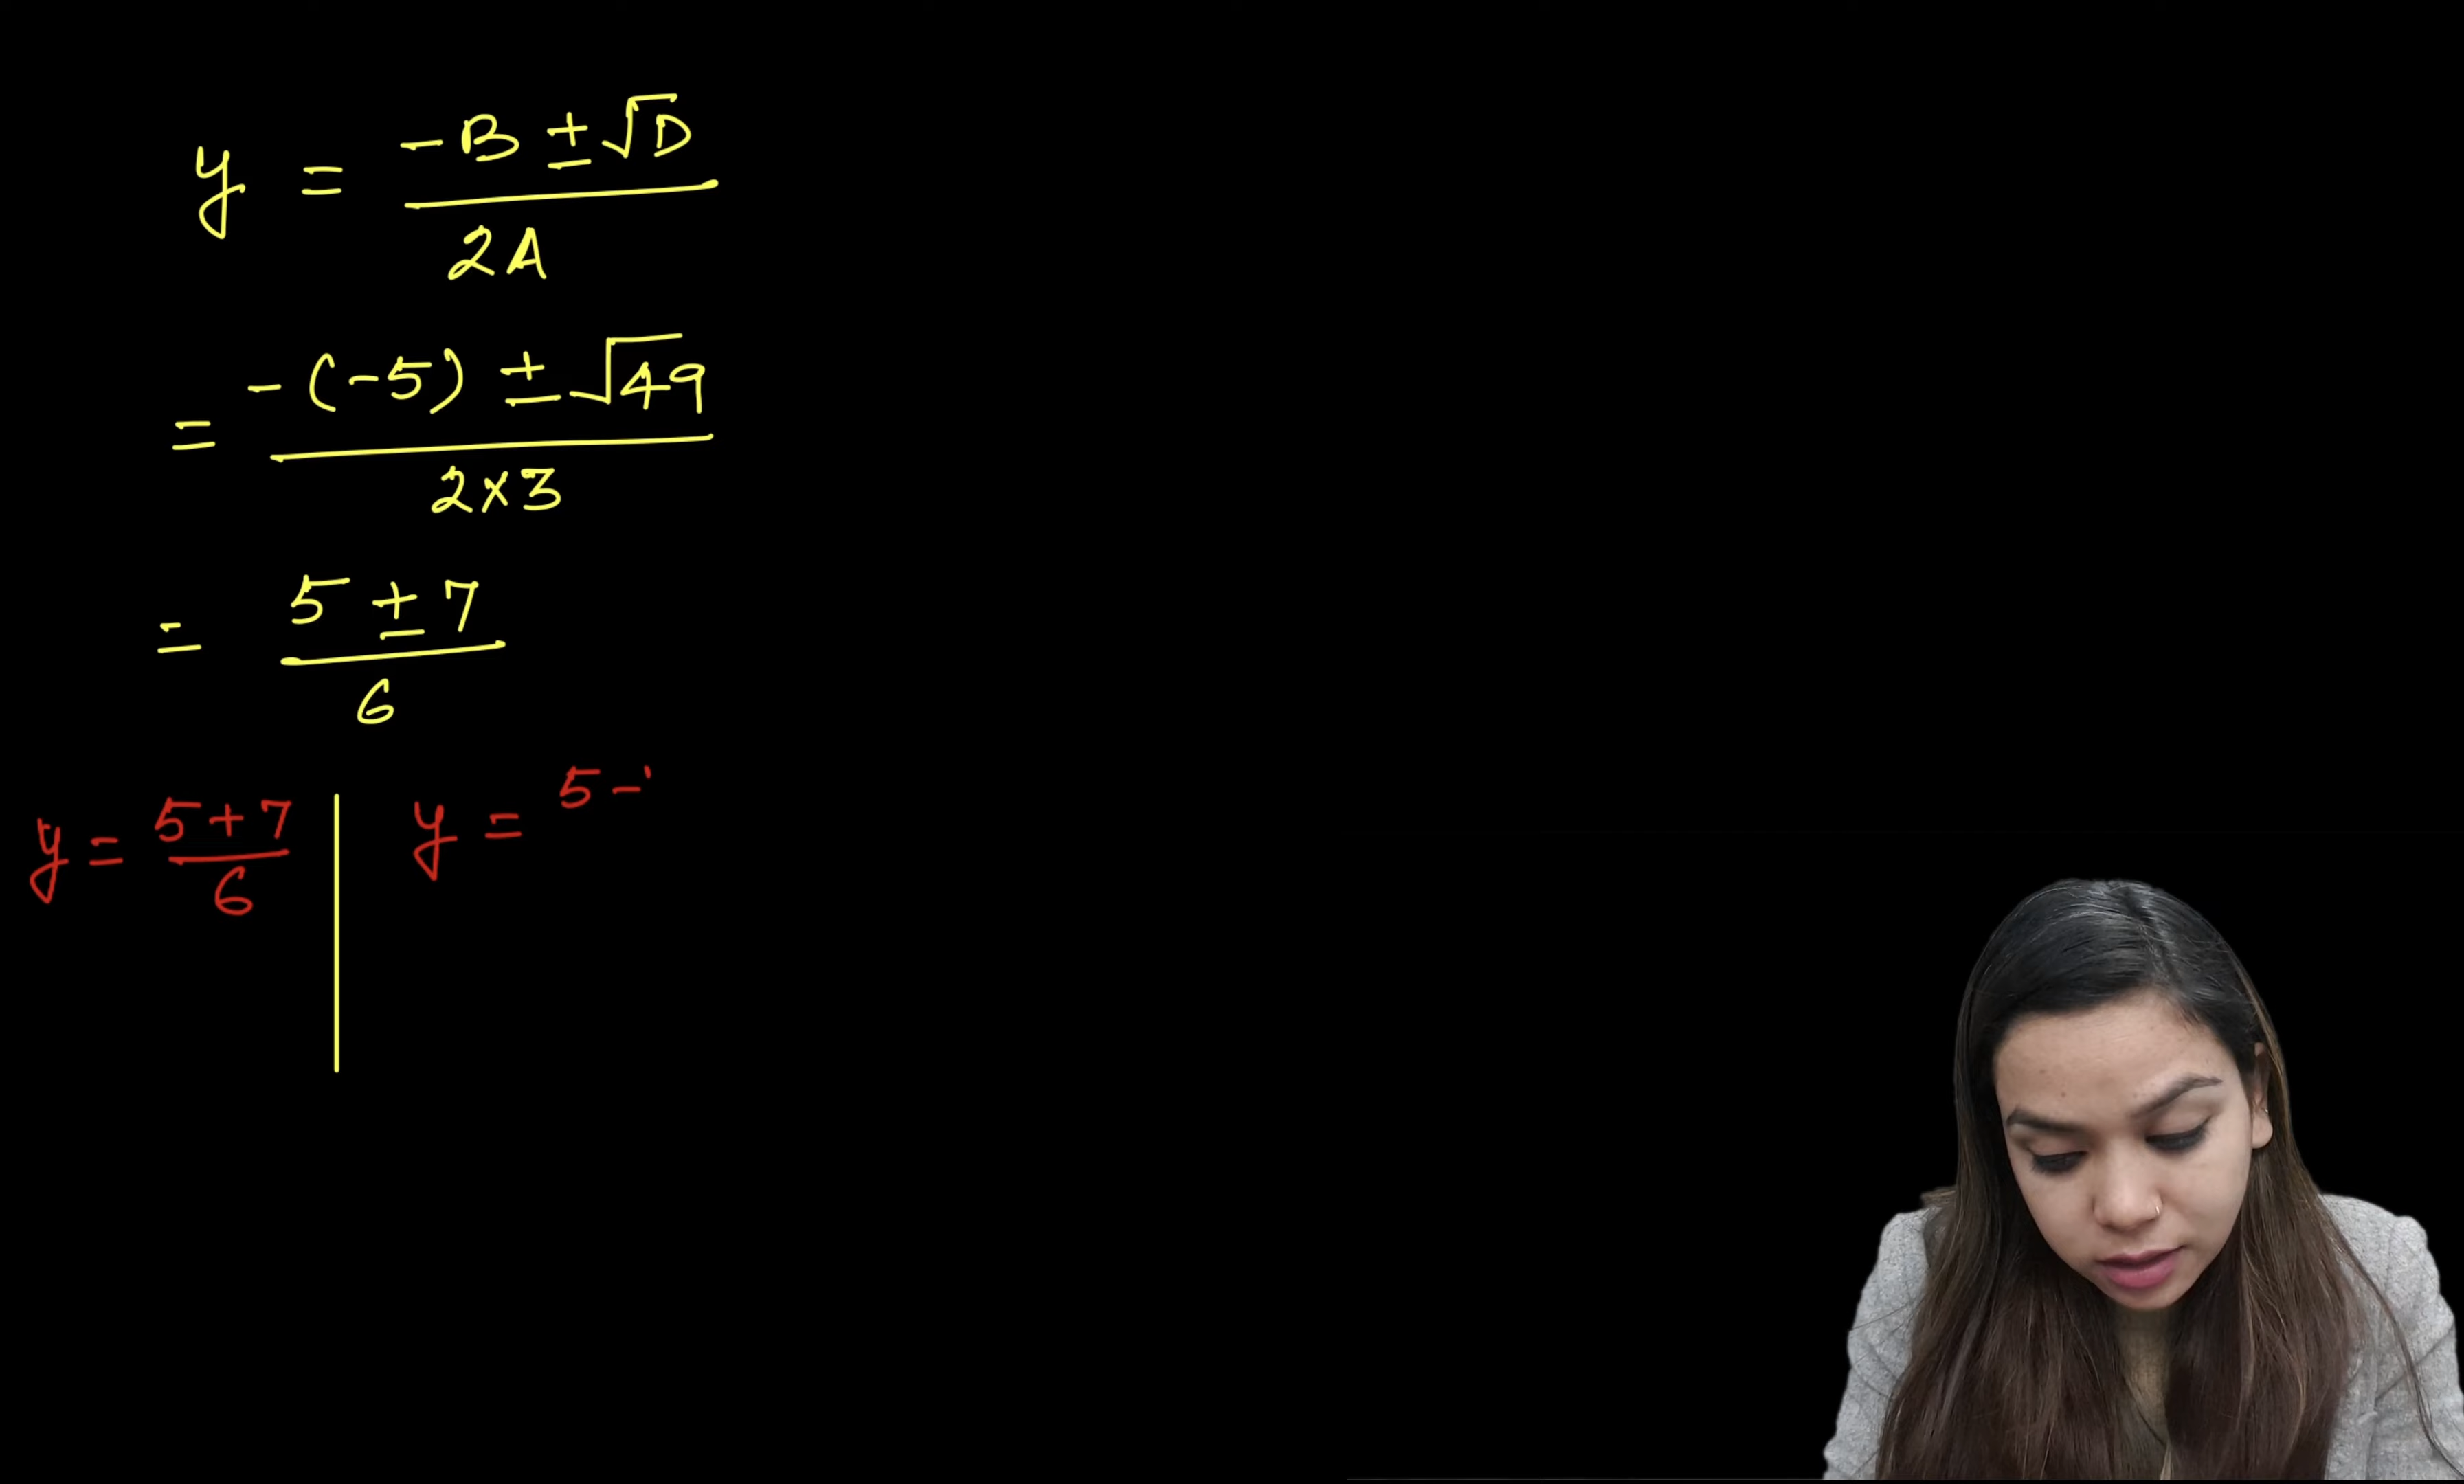 y = -B ± √D
2A
= -(-5) ± √49
2×3
= 5 ± 7
6
y = 5+7
6
y = 5-